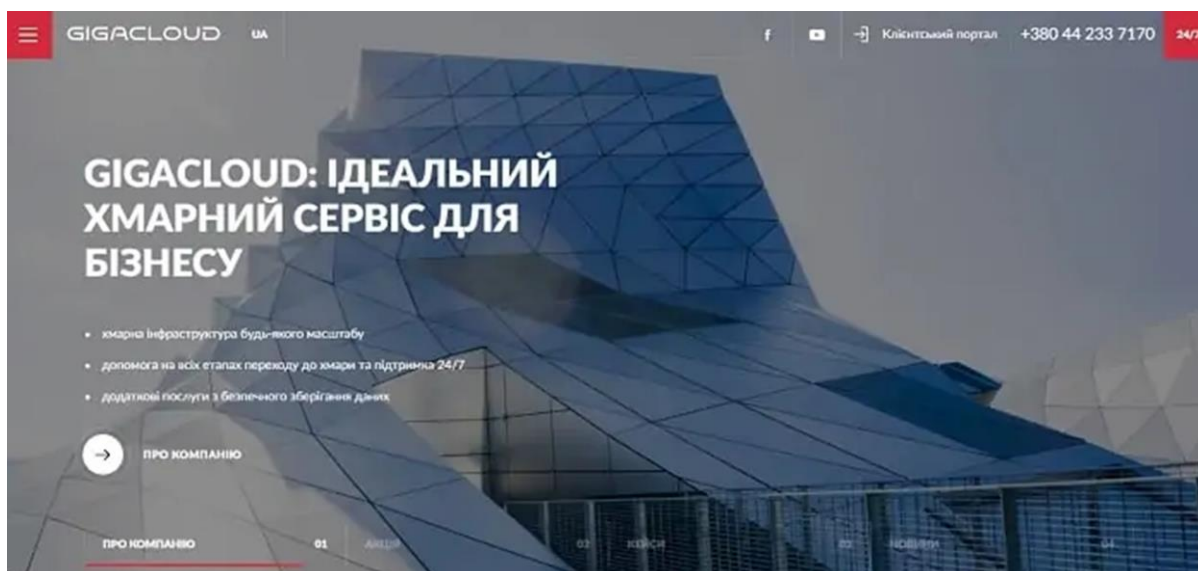 GIGACLOUD
UA
f
Клієнтський портал
+380 44 233 7170
24/7
GIGACLOUD: ІДЕАЛЬНИЙ
ХМАРНИЙ СЕРВІС ДЛЯ
БІЗНЕСУ
хмарна інфраструктура будь-якого масштабу
допомога на всіх етапах переходу до хмари та підтримка 24/7
додаткові послуги з безпечного зберігання даних
ПРО КОМПАНІЮ
ПРО КОМПАНІЮ 01 АКЦІЇ 02 КЕЙСИ 03 НОВИНИ 04